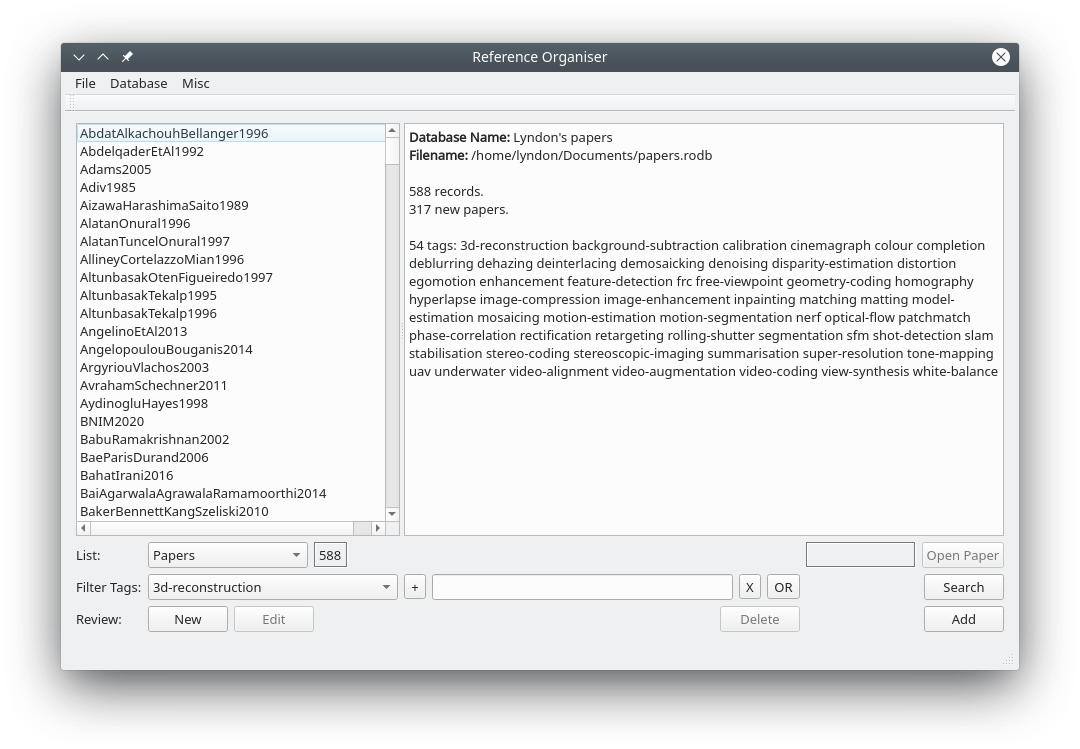 Reference Organiser
File Database Misc
AbdatAlkachouhBellanger1996
AbdelqaderEtAl1992
Adams2005
Adiv1985
AizawaHarashimaSaito1989
AlatanOnural1996
AlatanTuncelOnural1997
AllineyCortelazzoMian1996
AltunbasakOtenFigueiredo1997
AltunbasakTekalp1995
AltunbasakTekalp1996
AngelinoEtAl2013
AngelopoulouBouganis2014
ArgyriouVlachos2003
AvrahamSchechner2011
AydinogluHayes1998
BNIM2020
BabuRamakrishnan2002
BaeParisDurand2006
BahatIrani2016
BaiAgarwalaAgrawalaRamamoorthi2014
BakerBennettKangSzeliski2010
Database Name: Lyndon's papers
Filename: /home/lyndon/Documents/papers.rodb
588 records.
317 new papers.
54 tags: 3d-reconstruction background-subtraction calibration cinemagraph colour completion
deblurring dehazing deinterlacing demosaicking denoising disparity-estimation distortion
egomotion enhancement feature-detection frc free-viewpoint geometry-coding homography
hyperlapse image-compression image-enhancement inpainting matching matting model-
estimation mosaicing motion-estimation motion-segmentation nerf optical-flow patchmatch
phase-correlation rectification retargeting rolling-shutter segmentation sfm shot-detection slam
stabilisation stereo-coding stereoscopic-imaging summarisation super-resolution tone-mapping
uav underwater video-alignment video-augmentation video-coding view-synthesis white-balance
List: Papers 588 Open Paper
Filter Tags: 3d-reconstruction + X OR Search
Review: New Edit Delete Add